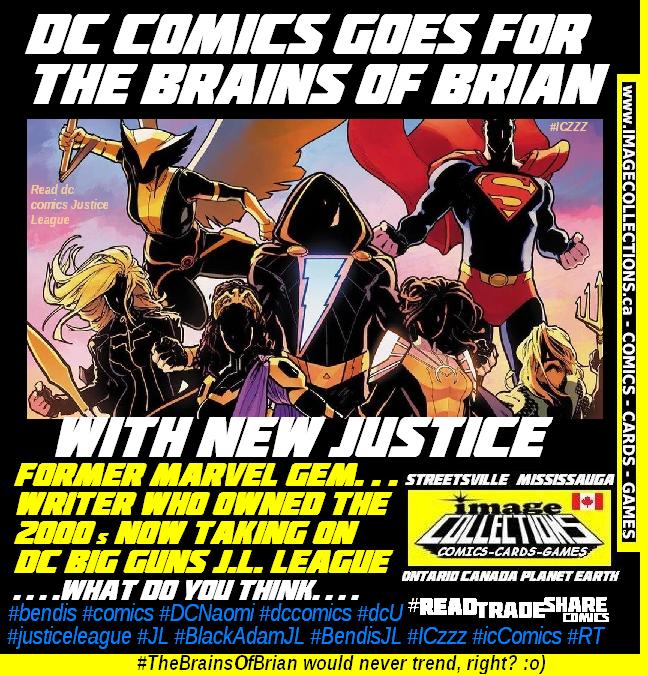 DC COMICS GOES FOR
THE BRAINS OF BRIAN
#ICZZZ
Read dc
comics Justice
League
S
WITH NEW JUSTICE
FORMER MARVEL GEM. . .
WRITER WHO OWNED THE
2000 s NOW TAKING ON
DC BIG GUNS J.L. LEAGUE
. . . .WHAT DO YOU THINK. . . .
STREETSVILLE MISSISSAUGA
image
COLLECTIONS
COMICS-CARDS-GAMES
ONTARIO CANADA PLANET EARTH
#READTRADESHARE
COMICS
#bendis #comics #DCNaomi #dccomics #dcU
#justiceleague #JL #BlackAdamJL #BendisJL #ICzzz #icComics #RT
#TheBrainsOfBrian would never trend, right? :o)
www.IMAGECOLLECTIONS.ca - COMICS - CARDS - GAMES